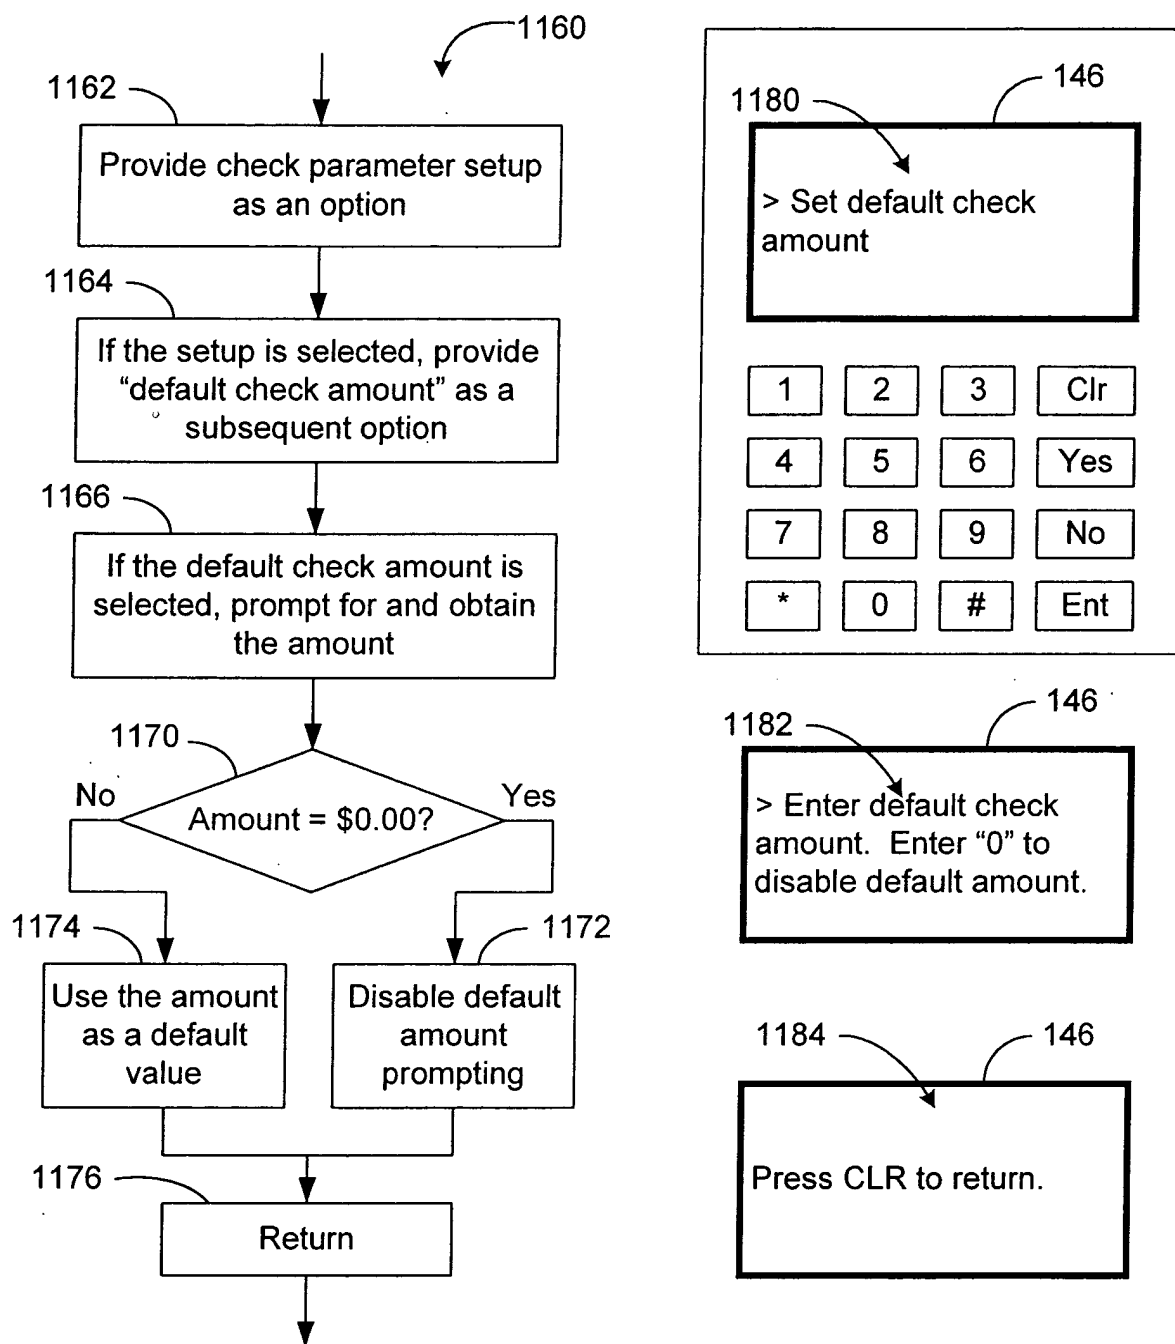 1160
1162
Provide check parameter setup
as an option
1164
If the setup is selected, provide
“default check amount” as a
subsequent option
1166
If the default check amount is
selected, prompt for and obtain
the amount
1170
No
Yes
Amount = $0.00?
1174
1172
Use the amount
as a default
value
Disable default
amount
prompting
1176
Return
146
1180
> Set default check
amount
1 2 3 Clr
4 5 6 Yes
7 8 9 No
* 0 # Ent
146
1182
> Enter default check
amount. Enter “0” to
disable default amount.
1184
146
Press CLR to return.